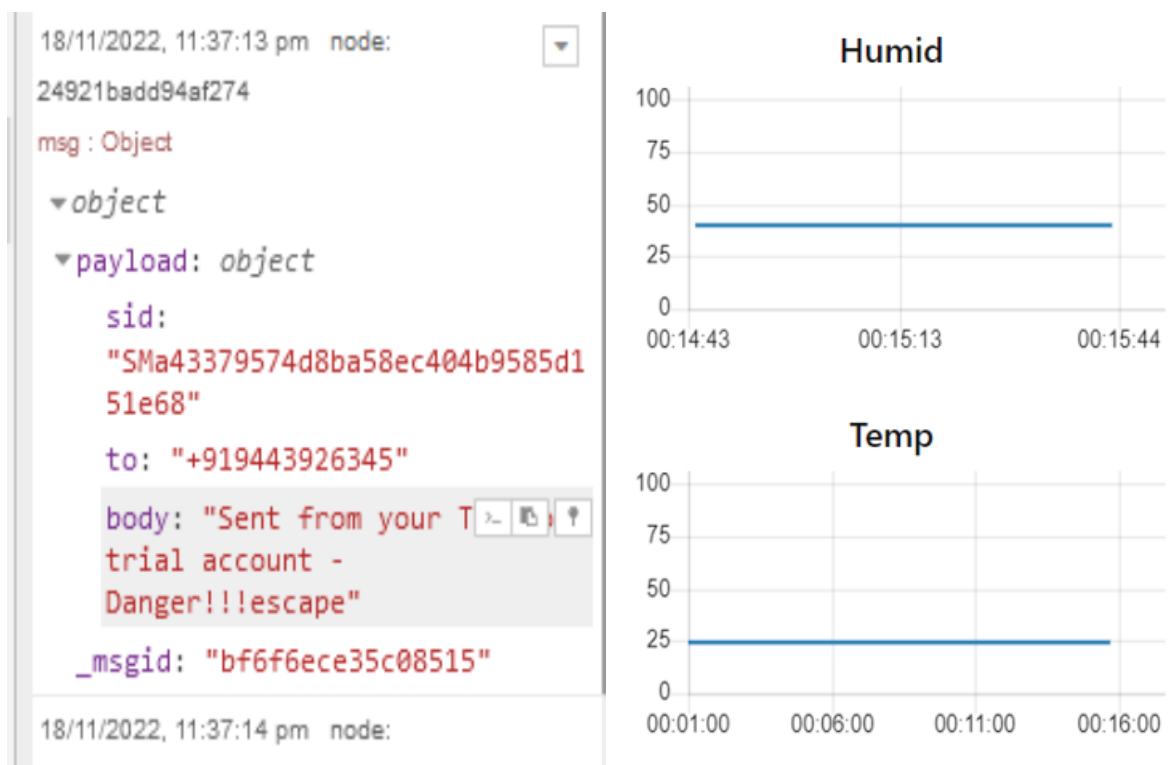 18/11/2022, 11:37:13 pm node:
24921badd94af274
msg : Object
object
payload: object
sid:
"SMa43379574d8ba58ec404b9585d1
51e68"
to: "+919443926345"
body: "Sent from your
trial account -
Danger!!!escape"
_msgid: "bf6f6ece35c08515"
18/11/2022, 11:37:14 pm node:
Humid
100
75
50
25
0
00:14:43 00:15:13 00:15:44
Temp
100
75
50
25
0
00:01:00 00:06:00 00:11:00 00:16:00